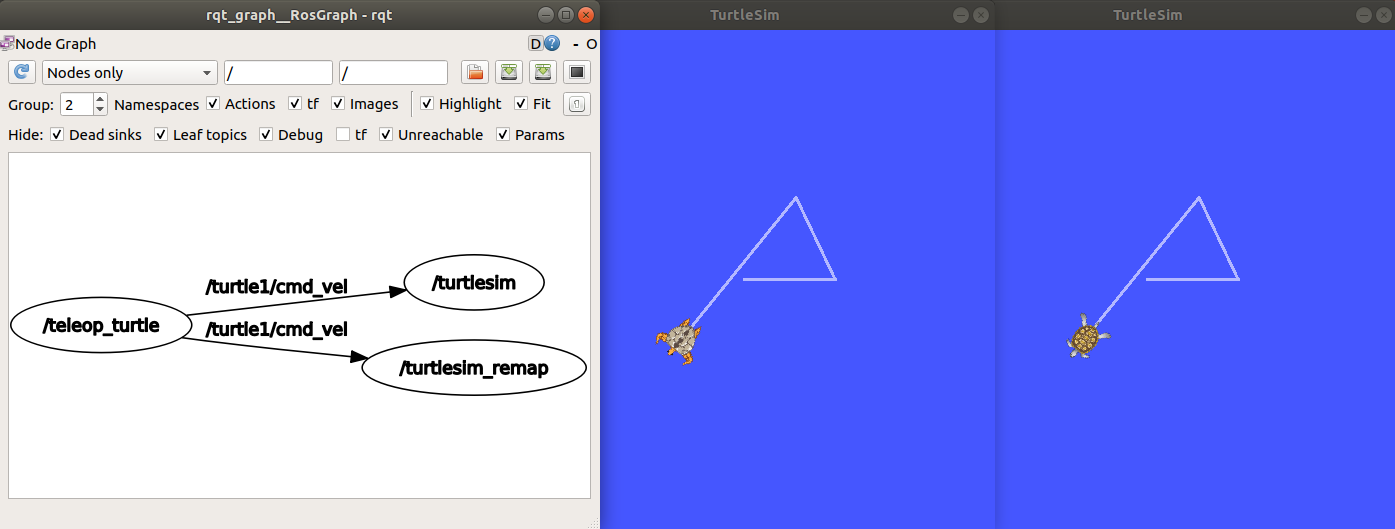 rqt_graph__RosGraph - rqt
TurtleSim
TurtleSim
Node Graph
D
- O
Nodes only
/
/
Group: 2 Namespaces Actions tf Images Highlight Fit
Hide: Dead sinks Leaf topics Debug tf Unreachable Params
/turtle1/cmd_vel
/turtlesim
/teleop_turtle
/turtle1/cmd_vel
/turtlesim_remap